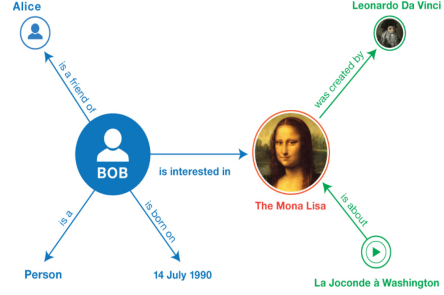 Alice
Leonardo Da Vinci
is a friend of
was created by
BOB
is interested in
The Mona Lisa
is a
is born on
is about
Person
14 July 1990
La Joconde à Washington